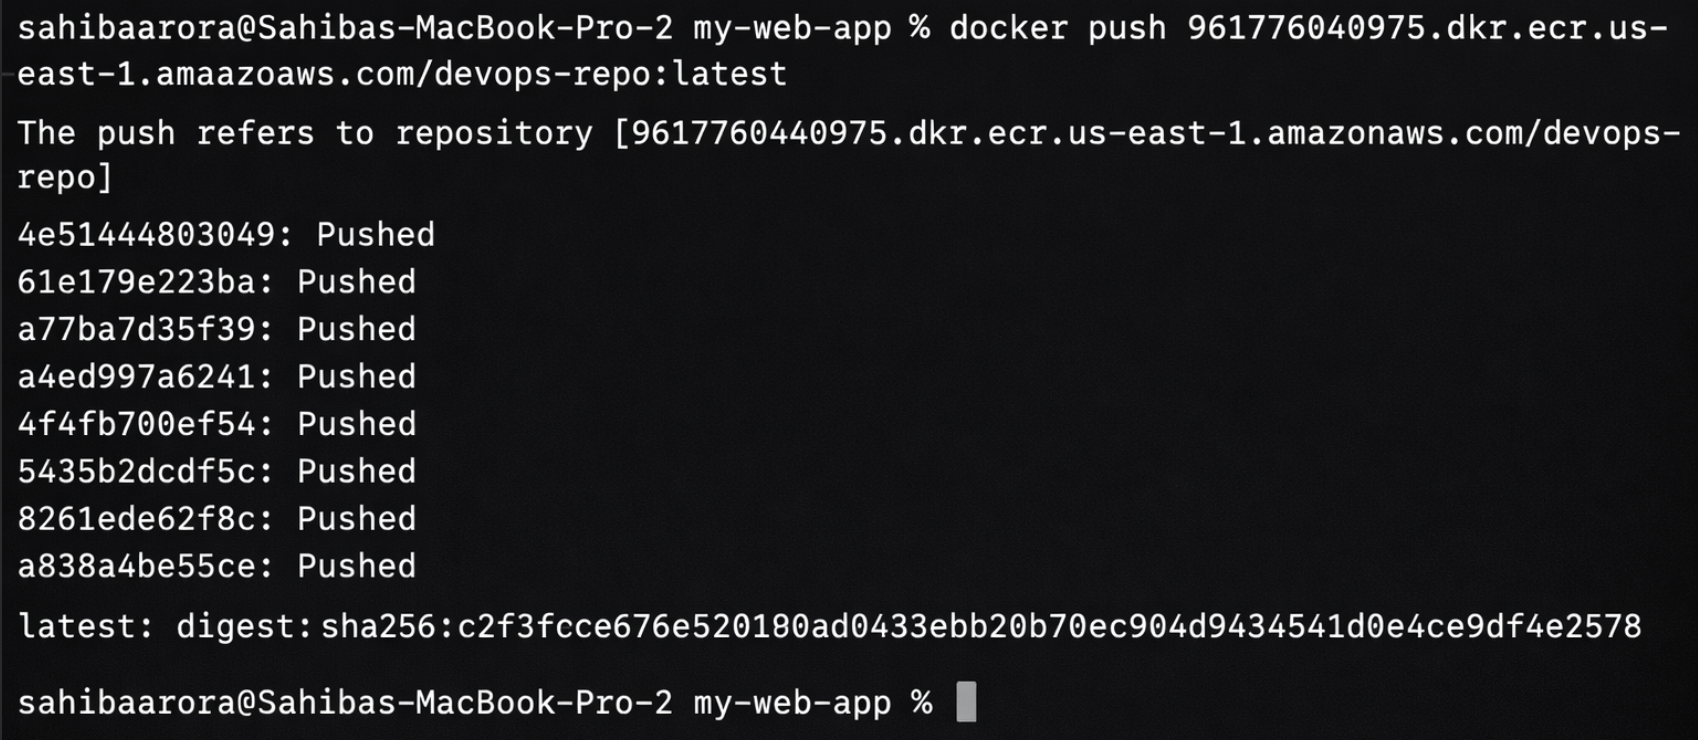 sahibaarora@Sahibas-MacBook-Pro-2 my-web-app % docker push 961776040975.dkr.ecr.us-
east-1.amaazoaws.com/devops-repo:latest
The push refers to repository [9617760440975.dkr.ecr.us-east-1.amazonaws.com/devops-
repo]
4e51444803049: Pushed
61e179e223ba: Pushed
a77ba7d35f39: Pushed
a4ed997a6241: Pushed
4f4fb700ef54: Pushed
5435b2dcdf5c: Pushed
8261ede62f8c: Pushed
a838a4be55ce: Pushed
latest: digest: sha256:c2f3fcce676e520180ad0433ebb20b70ec904d9434541d0e4ce9df4e2578
sahibaarora@Sahibas-MacBook-Pro-2 my-web-app %